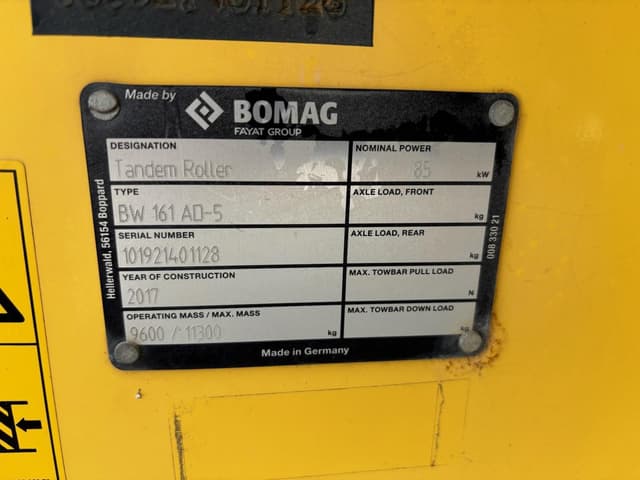 Made by BOMAG
FAYAT GROUP
DESIGNATION
Tandem Roller
NOMINAL POWER
85 kW
TYPE
BW 161 AD-5
AXLE LOAD, FRONT
kg
SERIAL NUMBER
101921401128
AXLE LOAD, REAR
kg
YEAR OF CONSTRUCTION
2017
MAX. TOWBAR PULL LOAD
N
OPERATING MASS / MAX. MASS
9600 / 11300 kg
MAX. TOWBAR DOWN LOAD
kg
Made in Germany
Hellerwald, 56154 Boppard
008 330 21